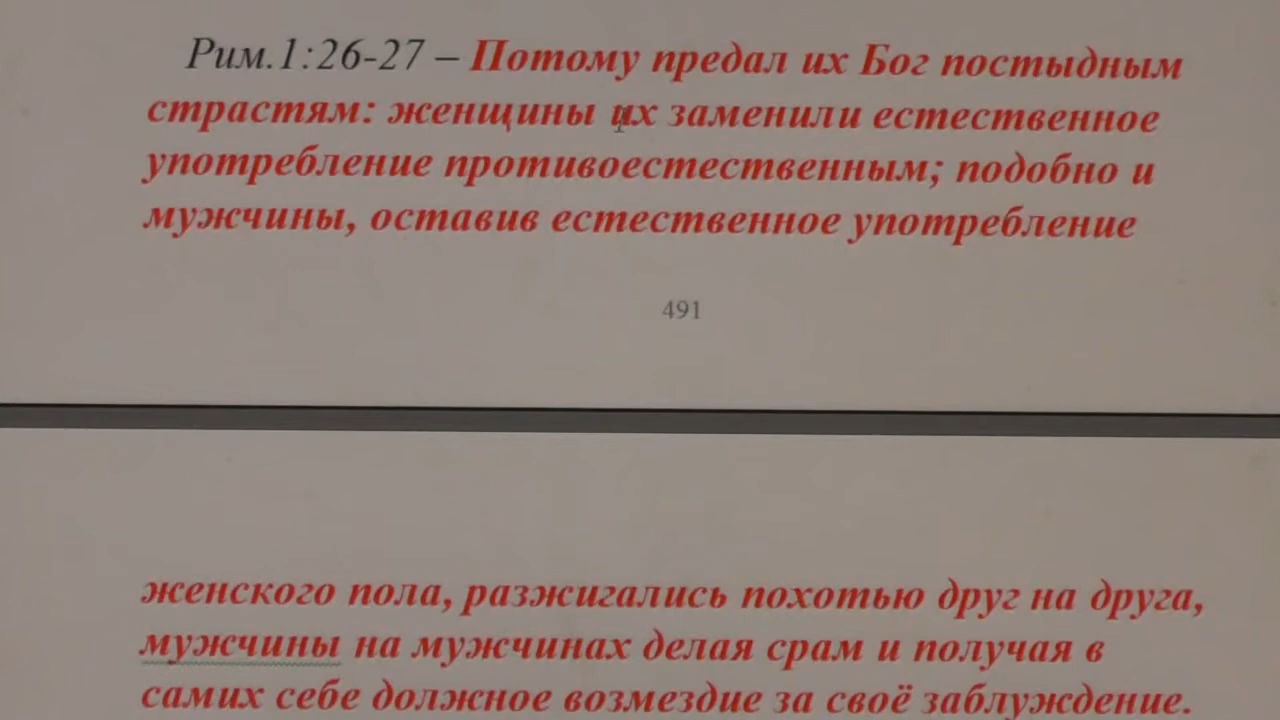 Рим.1:26-27 – Потому предал их Бог постыдным
страстям: женщины их заменили естественное
употребление противоестественным; подобно и
мужчины, оставив естественное употребление
491
женского пола, разжигались похотью друг на друга,
мужчины на мужчинах делая срам и получая в
самих себе должное возмездие за своё заблуждение.